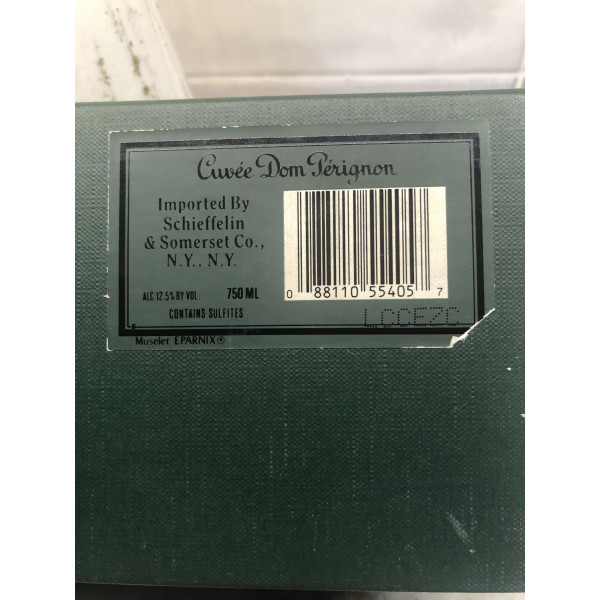 Cuvée Dom Pérignon
Imported By
Schieffelin
& Somerset Co.,
N.Y., N.Y.
ALC 12.5% BY VOL. 750 ML
CONTAINS SULFITES
0 88110 55405 7
LCCEZC
Muselet EPARNIX®